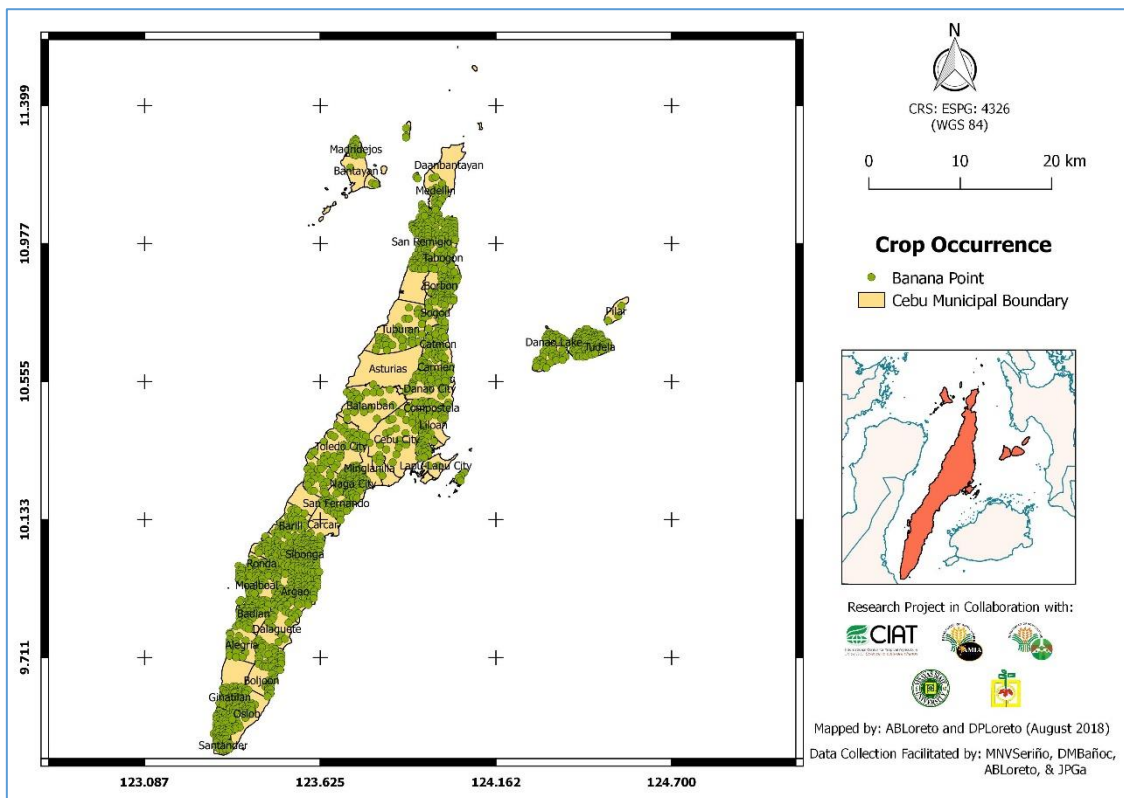 11.399
10.977
10.555
10.133
9.711
123.087
123.625
124.162
124.700
Madridejos
Bantayan
Daanbantayan
Medellin
San Remigio
Tabogon
Borbon
Sogod
Tuburan
Catmon
Asturias
Carmen
Danao City
Balamban
Compostela
Liloan
Cebu City
Toledo City
Lapu-Lapu City
Minglanilla
Naga City
San Fernando
Carcar
Barili
Sibonga
Ronda
Moalboal
Argao
Badian
Dalaguete
Alegria
Boljoon
Ginatilan
Oslob
Santander
Pilar
Danao Lake
Tudela
N
CRS: ESPG: 4326
(WGS 84)
0 10 20 km
Crop Occurrence
Banana Point
Cebu Municipal Boundary
Research Project in Collaboration with:
CIAT
AMIA
Mapped by: ABLoreto and DPLoreto (August 2018)
Data Collection Facilitated by: MNVSeriño, DMBañoc,
ABLoreto, & JPGa